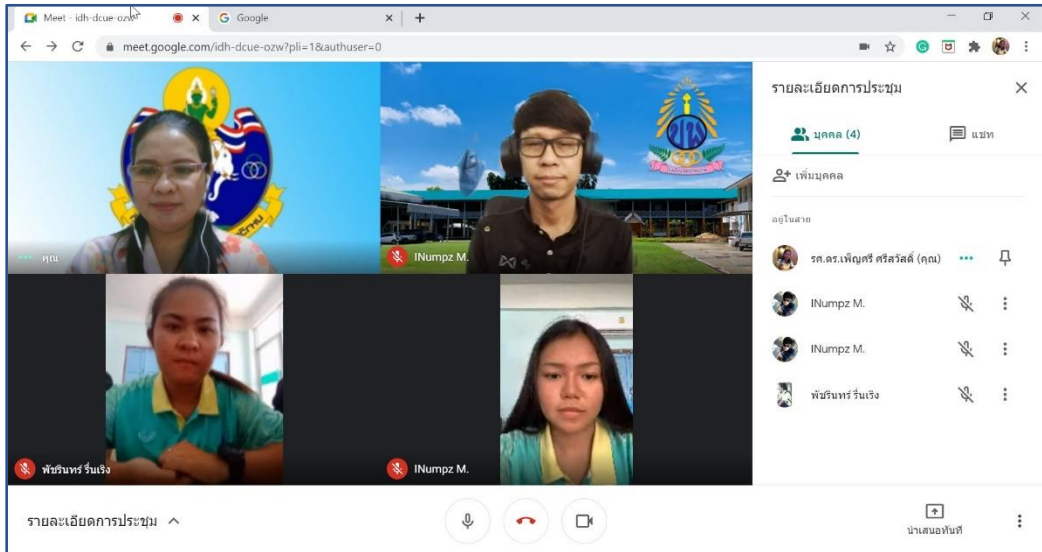 Meet - idh-dcue-ozw
Google
meet.google.com/idh-dcue-ozw?pli=1&authuser=0
คุณ
INumpz M.
พัชรินทร์ รื่นเริง
INumpz M.
รายละเอียดการประชุม
บุคคล (4)
แชท
เพิ่มบุคคล
อยู่ในสาย
รศ.ดร.เพ็ญศรี ศรีสวัสดิ์ (คุณ)
INumpz M.
INumpz M.
พัชรินทร์ รื่นเริง
รายละเอียดการประชุม
นำเสนอทันที